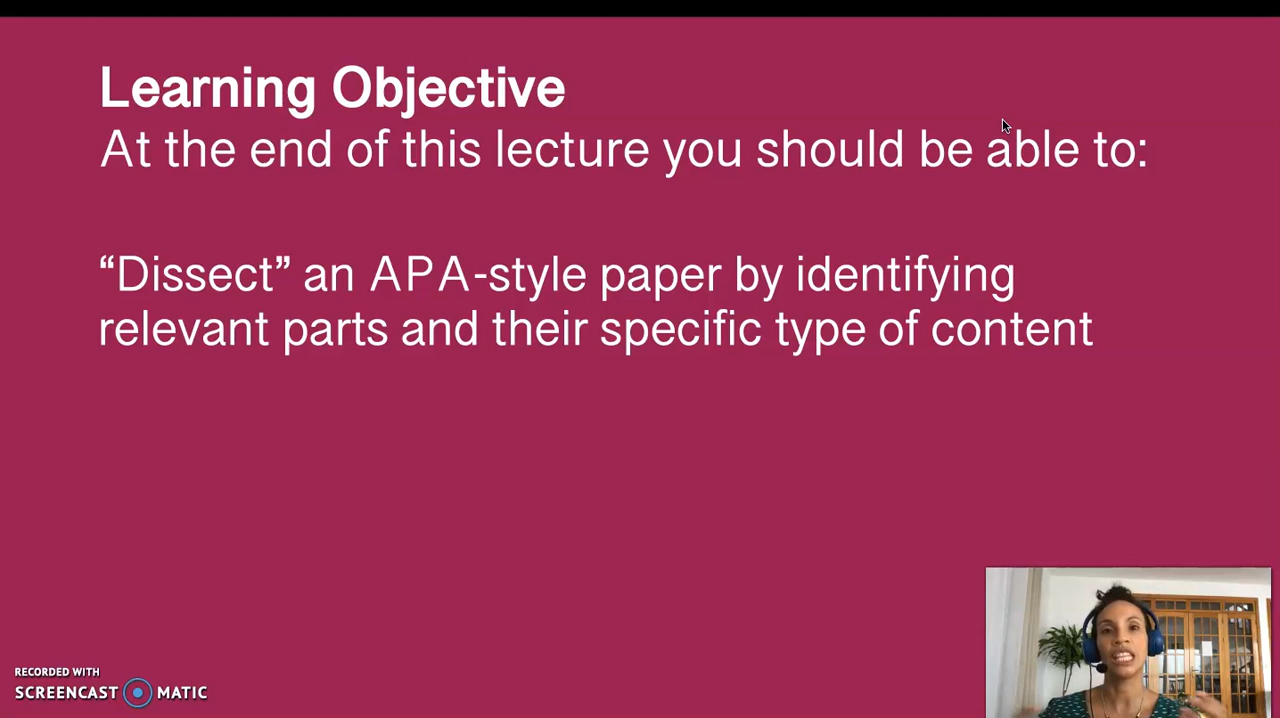 Learning Objective
At the end of this lecture you should be able to:
“Dissect” an APA-style paper by identifying
relevant parts and their specific type of content
RECORDED WITH
SCREENCAST MATIC